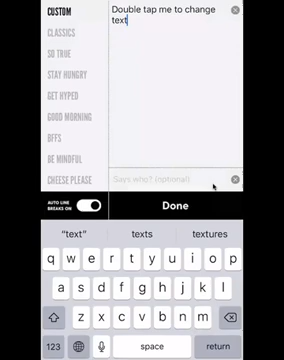 CUSTOM
CLASSICS
SO TRUE
STAY HUNGRY
GET HYPED
GOOD MORNING
BFFS
BE MINDFUL
CHEESE PLEASE
Double tap me to change
text
Says who? (optional)
AUTO LINE
BREAKS ON
Done
"text" texts textures
q w e r t y u i o p
a s d f g h j k l
z x c v b n m
123 space return